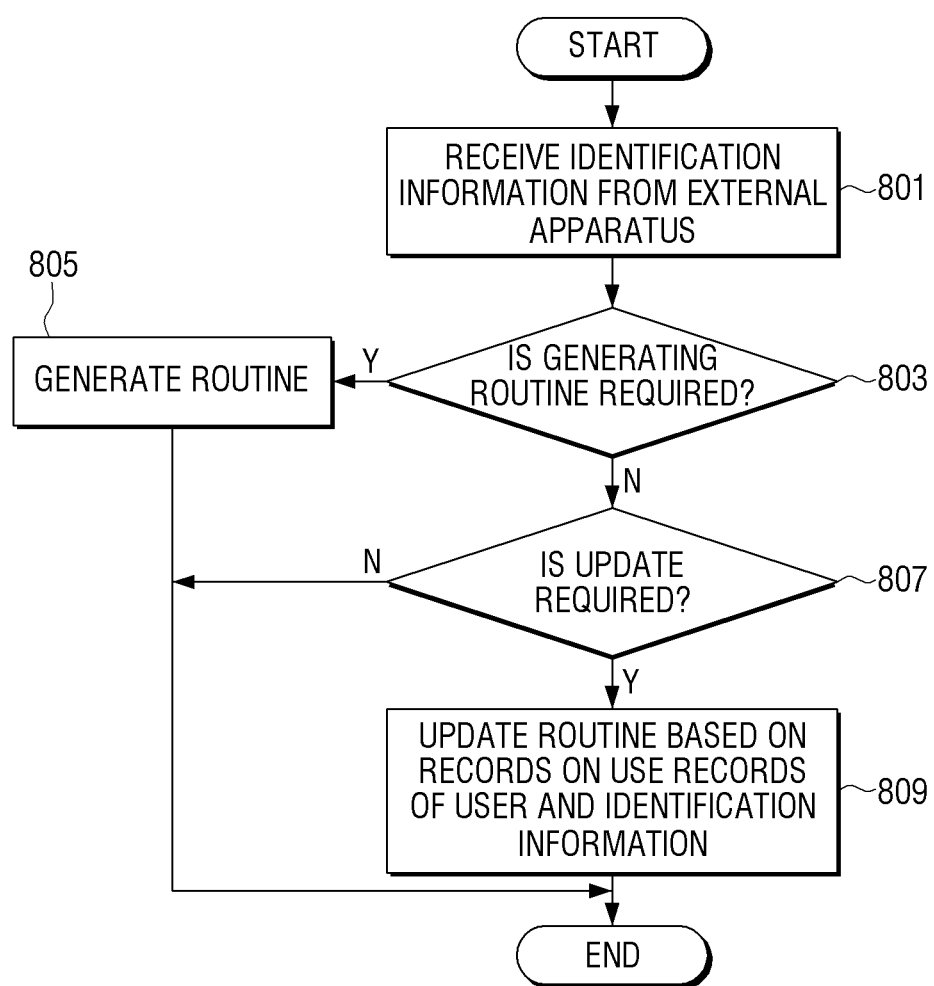 START
RECEIVE IDENTIFICATION
INFORMATION FROM EXTERNAL
APPARATUS
801
805
GENERATE ROUTINE
Y
IS GENERATING
ROUTINE REQUIRED?
803
N
N
IS UPDATE
REQUIRED?
807
Y
UPDATE ROUTINE BASED ON
RECORDS ON USE RECORDS
OF USER AND IDENTIFICATION
INFORMATION
809
END